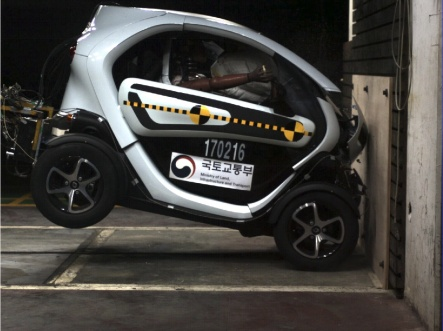 170216
국토교통부
Ministry of Land,
Infrastructure and Transport